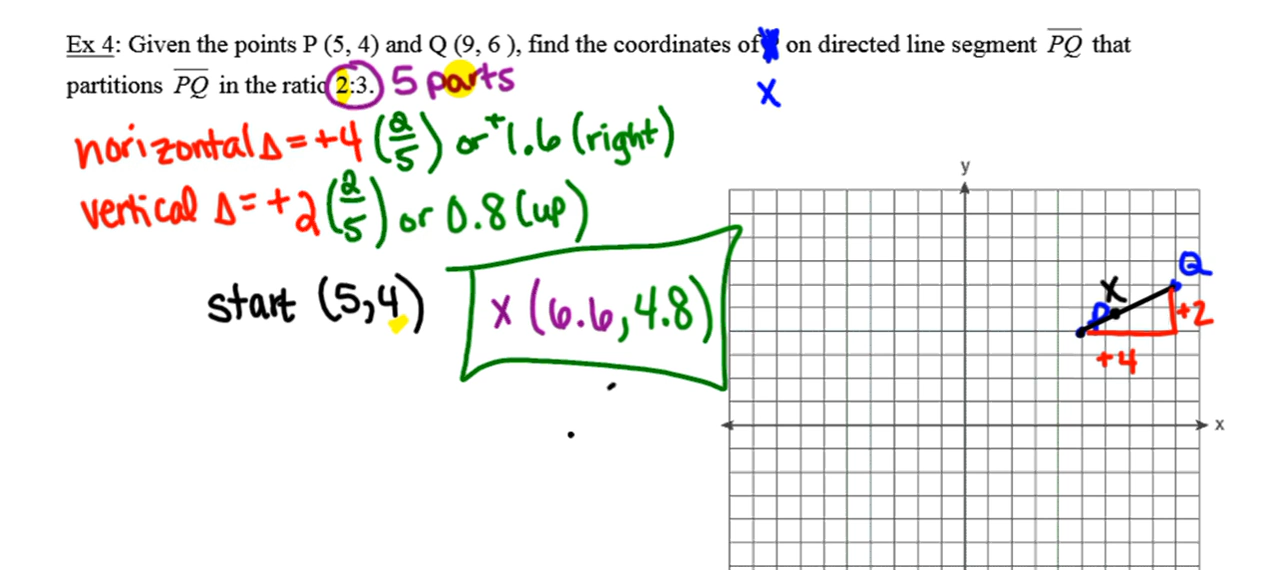 Ex 4: Given the points P (5, 4) and Q (9, 6 ), find the coordinates of on directed line segment PQ that
X
partitions PQ in the ratio 2:3. 5 parts
horizontal Δ = +4 (2/5) or +1.6 (right)
vertical Δ = +2 (2/5) or 0.8 (up)
start (5,4)
X (6.6, 4.8)
y
Q
X
P
+2
+4
x